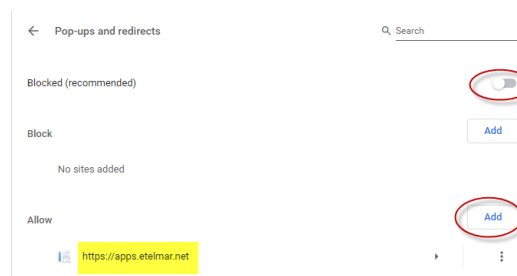 Pop-ups and redirects
Search
Blocked (recommended)
Block
Add
No sites added
Allow
Add
https://apps.etelmar.net